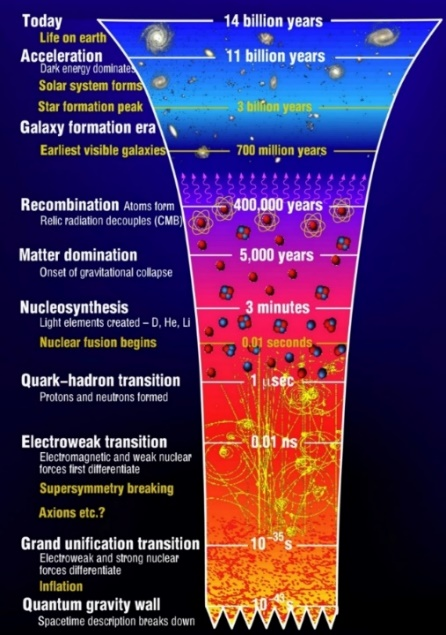 Today 14 billion years
Life on earth
Acceleration 11 billion years
Dark energy dominates
Solar system forms
Star formation peak 3 billion years
Galaxy formation era
Earliest visible galaxies 700 million years
Recombination Atoms form 400,000 years
Relic radiation decouples (CMB)
Matter domination 5,000 years
Onset of gravitational collapse
Nucleosynthesis 3 minutes
Light elements created – D, He, Li
Nuclear fusion begins 0.01 seconds
Quark–hadron transition 1 μsec
Protons and neutrons formed
Electroweak transition 0.01 ns
Electromagnetic and weak nuclear
forces first differentiate
Supersymmetry breaking
Axions etc.?
Grand unification transition 10⁻³⁵s
Electroweak and strong nuclear
forces differentiate
Inflation
Quantum gravity wall
Spacetime description breaks down